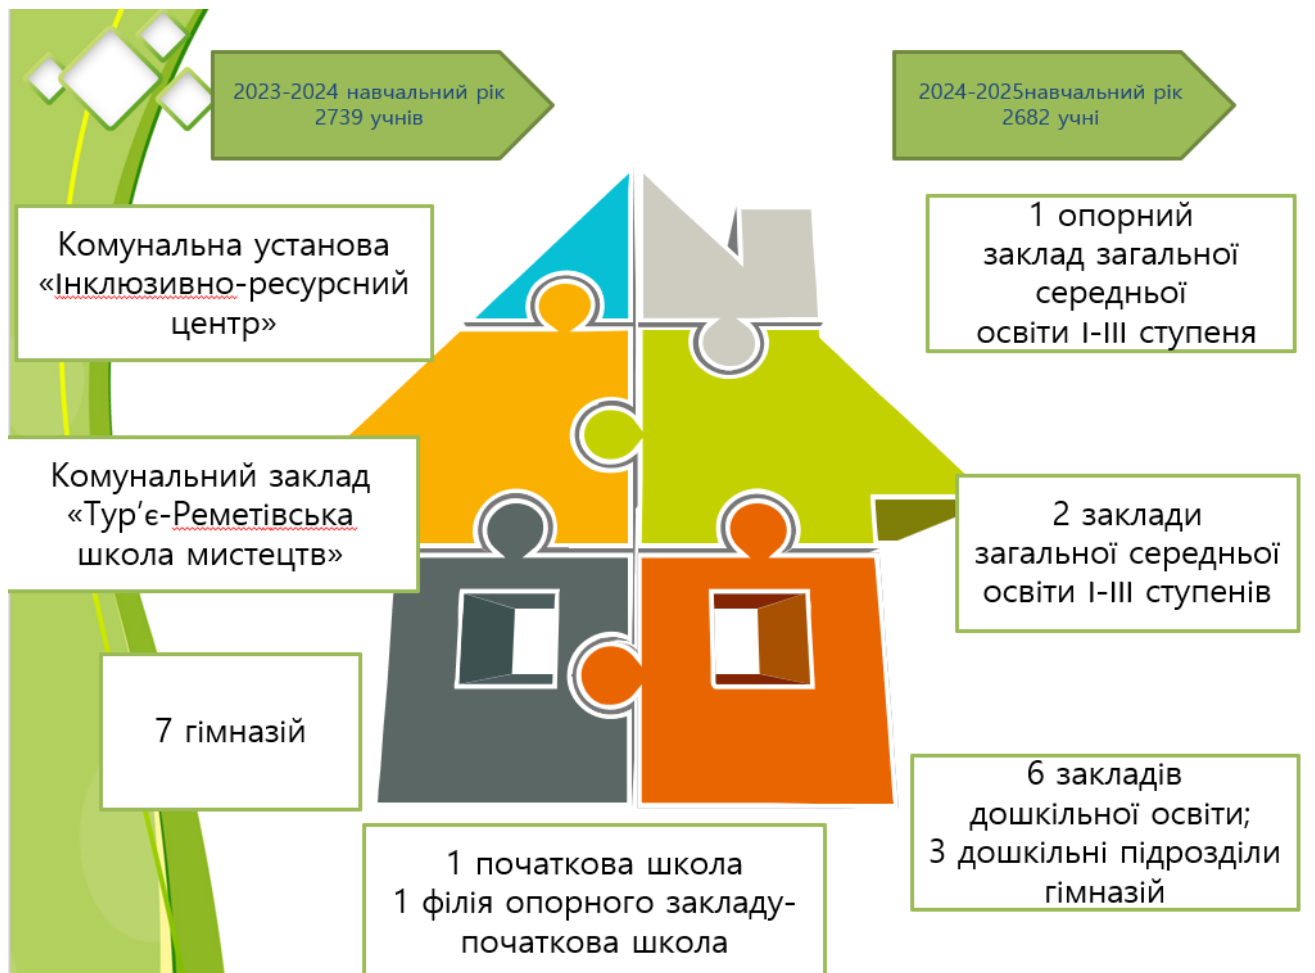 2023-2024 навчальний рік
2739 учнів
2024-2025навчальний рік
2682 учні
Комунальна установа
«Інклюзивно-ресурсний
центр»
1 опорний
заклад загальної
середньої
освіти І-ІІІ ступеня
Комунальний заклад
«Тур’є-Реметівська
школа мистецтв»
2 заклади
загальної середньої
освіти І-ІІІ ступенів
7 гімназій
6 закладів
дошкільної освіти;
3 дошкільні підрозділи
гімназій
1 початкова школа
1 філія опорного закладу-
початкова школа